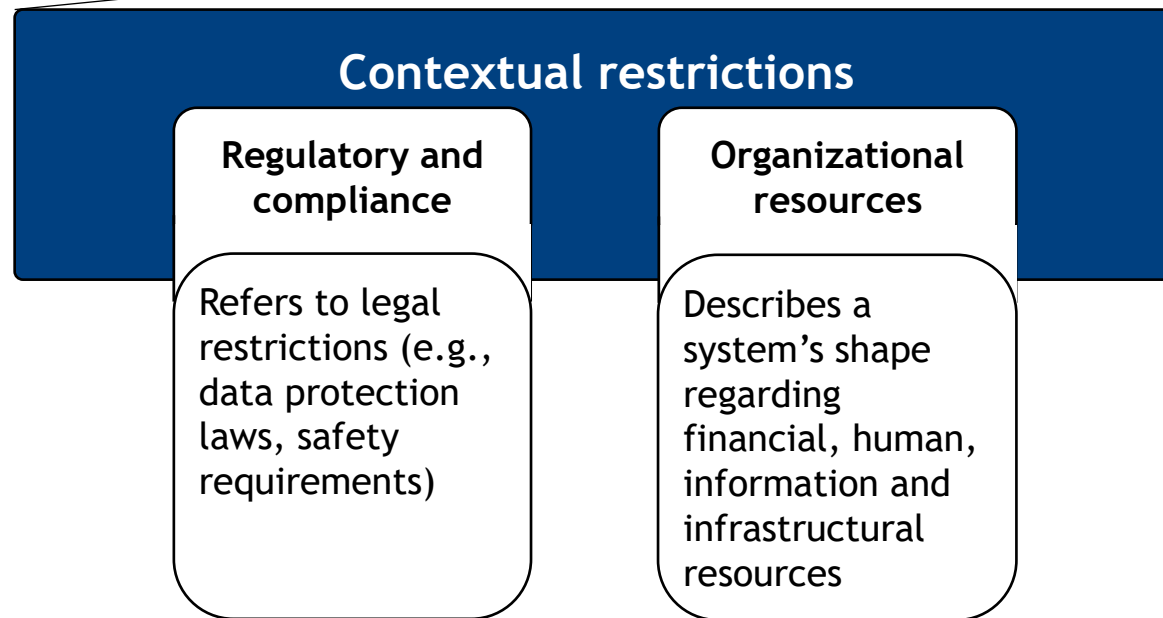 Contextual restrictions
Regulatory and
compliance
Refers to legal
restrictions (e.g.,
data protection
laws, safety
requirements)
Organizational
resources
Describes a
system’s shape
regarding
financial, human,
information and
infrastructural
resources